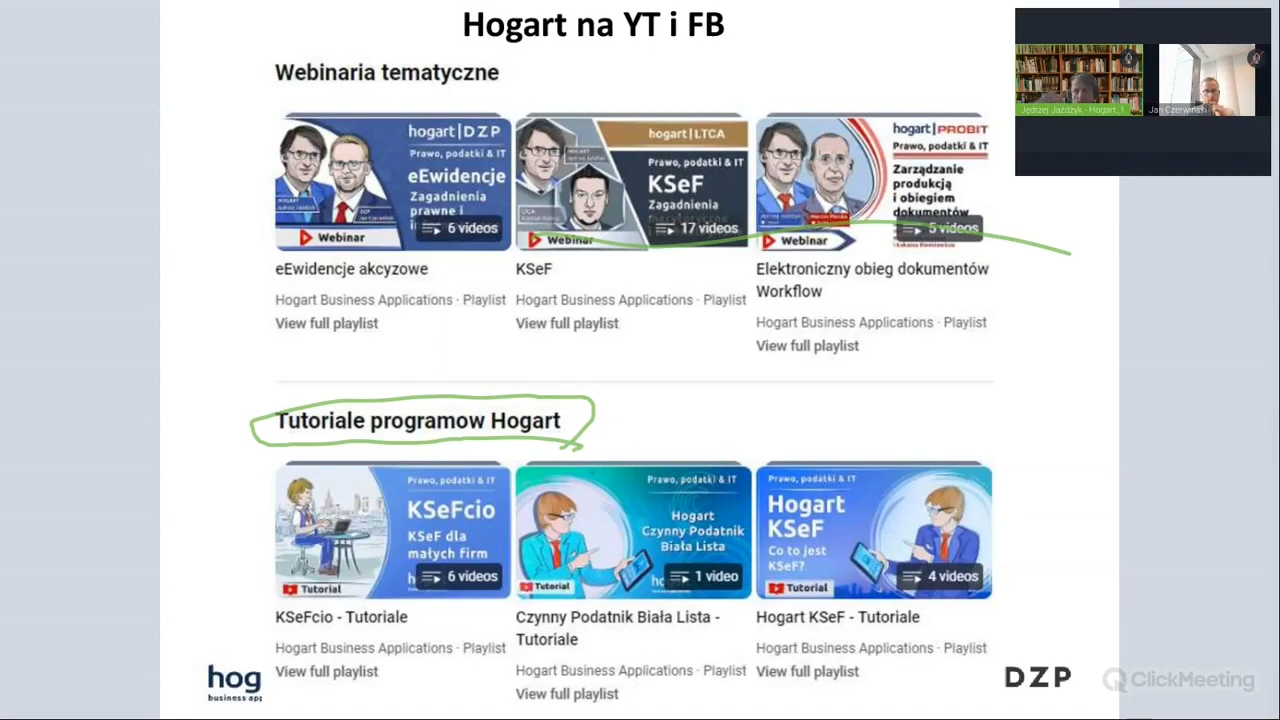 Hogart na YT i FB
Jędrzej Jażdżyk - Hogart_1
Jan Czerwiński
Webinaria tematyczne
hogart|DZP
Prawo, podatki & IT
eEwidencje
Zagadnienia
prawne i
6 videos
Webinar
hogart|LTCA
Prawo, podatki & IT
KSeF
Zagadnienia
17 videos
Webinar
hogart|PROBIT
Prawo, podatki & IT
Zarządzanie
produkcją
i obiegiem
dokumentów
5 videos
Webinar
eEwidencje akcyzowe
Hogart Business Applications · Playlist
View full playlist
KSeF
Hogart Business Applications · Playlist
View full playlist
Elektroniczny obieg dokumentów
Workflow
Hogart Business Applications · Playlist
View full playlist
Tutoriale programow Hogart
Prawo, podatki & IT
KSeFcio
KSeF dla
małych firm
6 videos
Tutorial
Prawo, podatki & IT
Hogart
Czynny Podatnik
Biała Lista
1 video
Tutorial
Prawo, podatki & IT
Hogart
KSeF
Co to jest
KSeF?
4 videos
Tutorial
KSeFcio - Tutoriale
Hogart Business Applications · Playlist
View full playlist
Czynny Podatnik Biała Lista -
Tutoriale
Hogart Business Applications · Playlist
View full playlist
Hogart KSeF - Tutoriale
Hogart Business Applications · Playlist
View full playlist
hog
business app
DZP
ClickMeeting